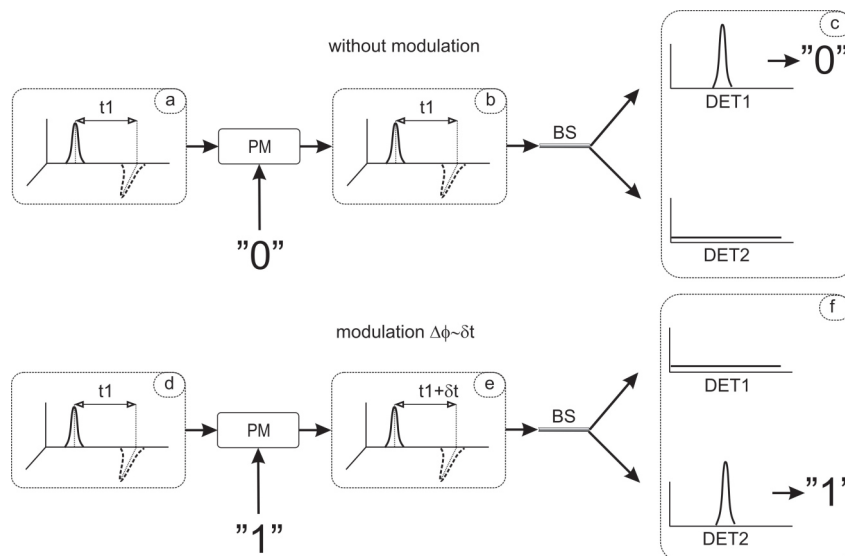 without modulation
a
t1
PM
"0"
b
t1
BS
c
DET1
"0"
DET2
modulation Δϕ~δt
d
t1
PM
"1"
e
t1+δt
BS
f
DET1
DET2
"1"